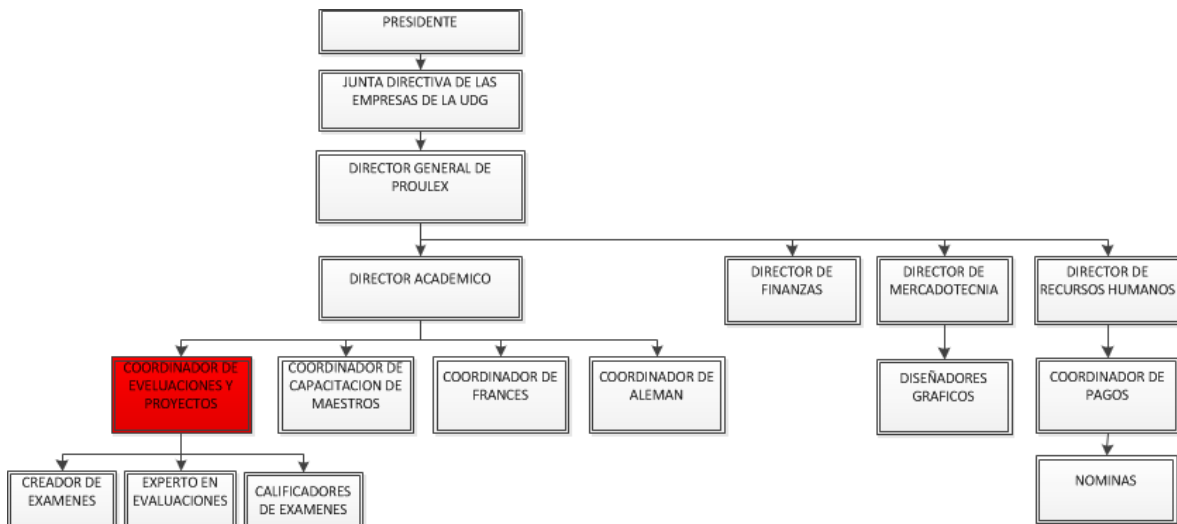 PRESIDENTE
JUNTA DIRECTIVA DE LAS
EMPRESAS DE LA UDG
DIRECTOR GENERAL DE
PROULEX
DIRECTOR ACADEMICO
DIRECTOR DE
FINANZAS
DIRECTOR DE
MERCADOTECNIA
DIRECTOR DE
RECURSOS HUMANOS
COORDINADOR DE
EVELUACIONES Y
PROYECTOS
COORDINADOR DE
CAPACITACION DE
MAESTROS
COORDINADOR DE
FRANCES
COORDINADOR DE
ALEMAN
DISEÑADORES
GRAFICOS
COORDINADOR DE
PAGOS
CREADOR DE
EXAMENES
EXPERTO EN
EVALUACIONES
CALIFICADORES
DE EXAMENES
NOMINAS